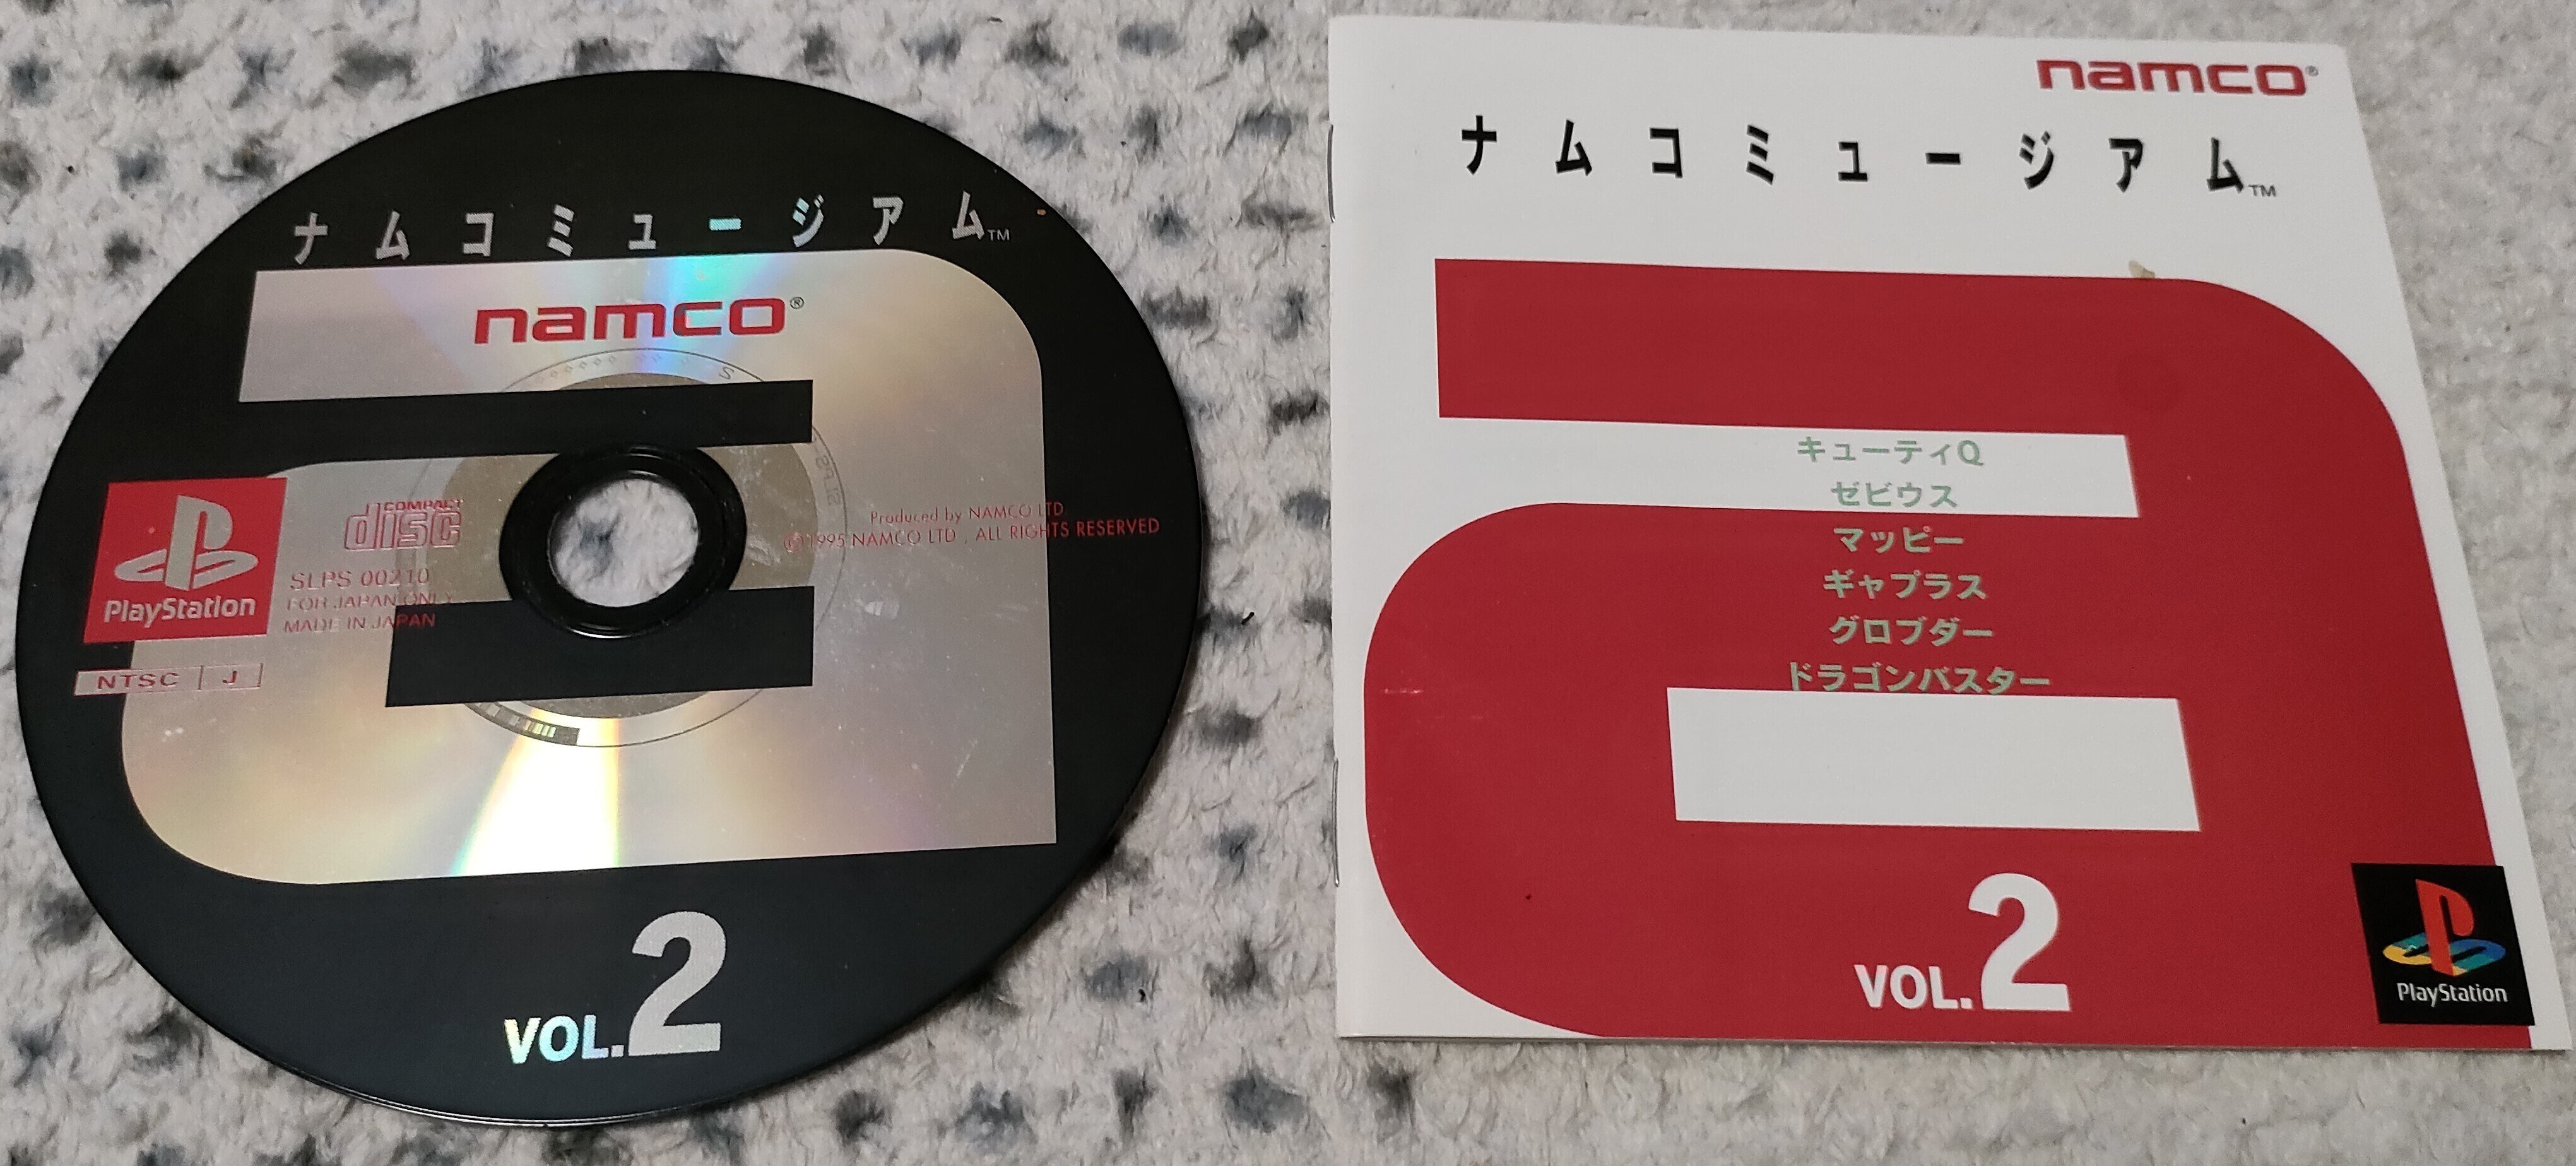 ナムコミュージアム™
namco®
COMPACT
disc
Produced by NAMCO LTD.
©1995 NAMCO LTD., ALL RIGHTS RESERVED
PlayStation
SLPS 00210
FOR JAPAN ONLY
MADE IN JAPAN
NTSC J
VOL.2
namco®
ナムコミュージアム™
キューティQ
ゼビウス
マッピー
ギャプラス
グロブダー
ドラゴンバスター
VOL.2
PlayStation